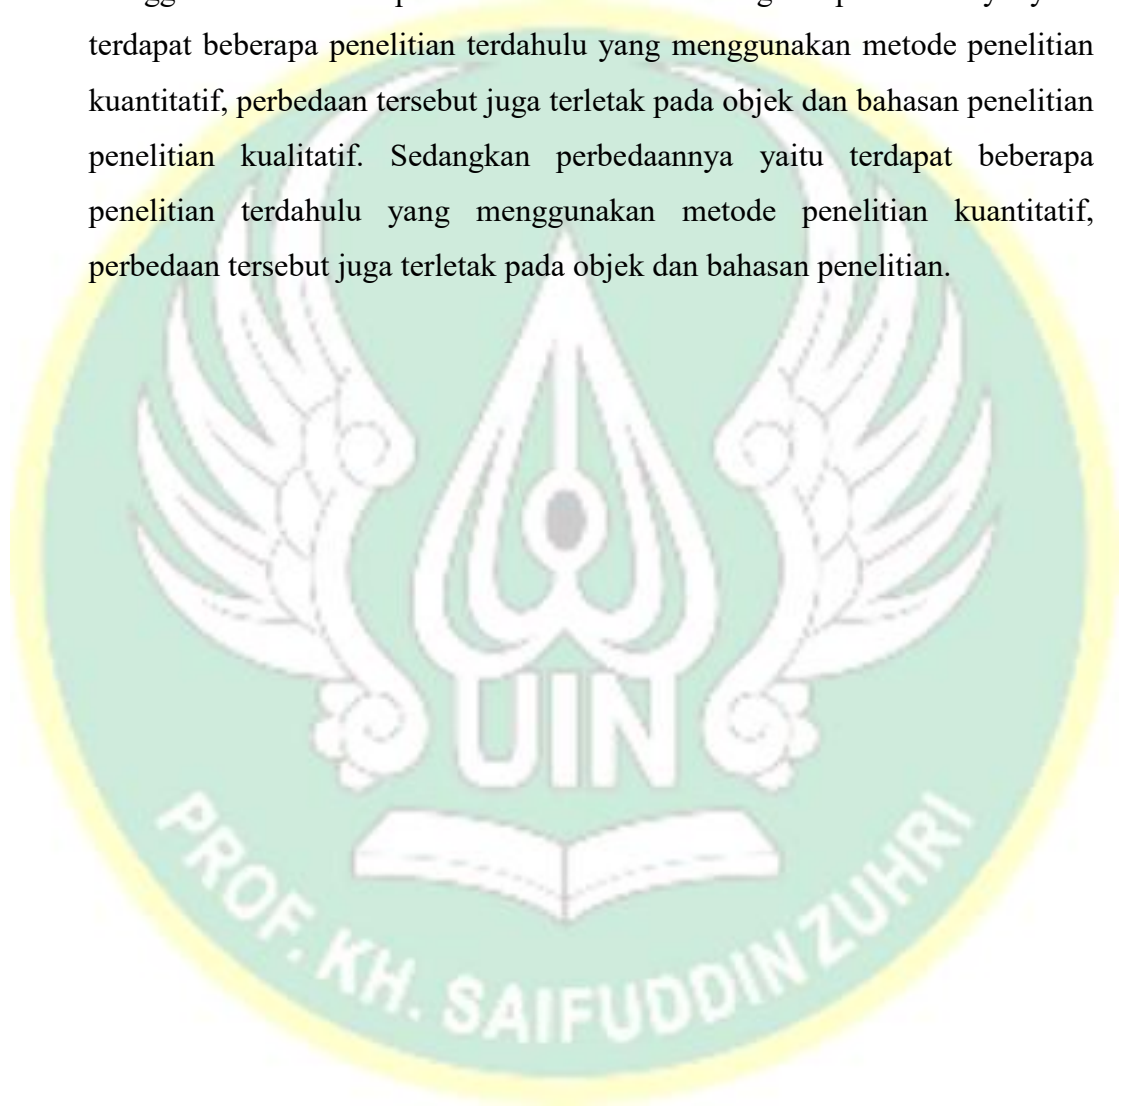 terdapat beberapa penelitian terdahulu yang menggunakan metode penelitian
kuantitatif, perbedaan tersebut juga terletak pada objek dan bahasan penelitian
penelitian kualitatif. Sedangkan perbedaannya yaitu terdapat beberapa
penelitian terdahulu yang menggunakan metode penelitian kuantitatif,
perbedaan tersebut juga terletak pada objek dan bahasan penelitian.
UIN
PROF. KH. SAIFUDDIN ZUHRI